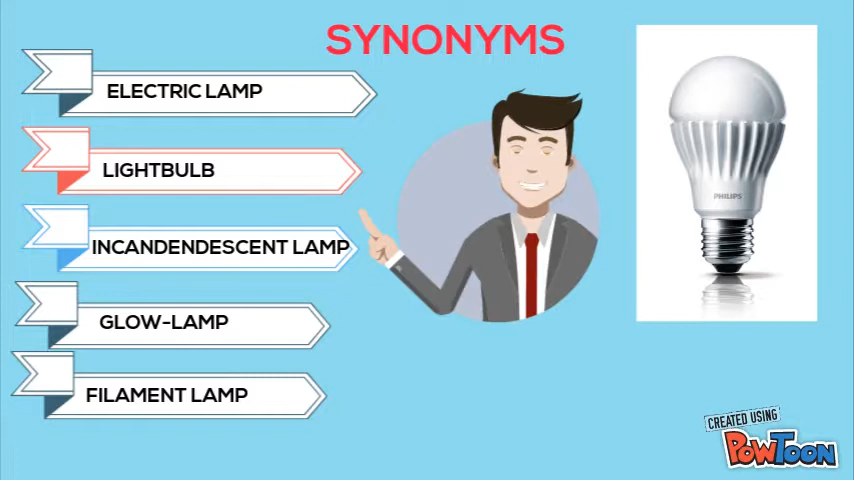 SYNONYMS
ELECTRIC LAMP
LIGHTBULB
INCANDENDESCENT LAMP
GLOW-LAMP
FILAMENT LAMP
PHILIPS
CREATED USING
POWTOON